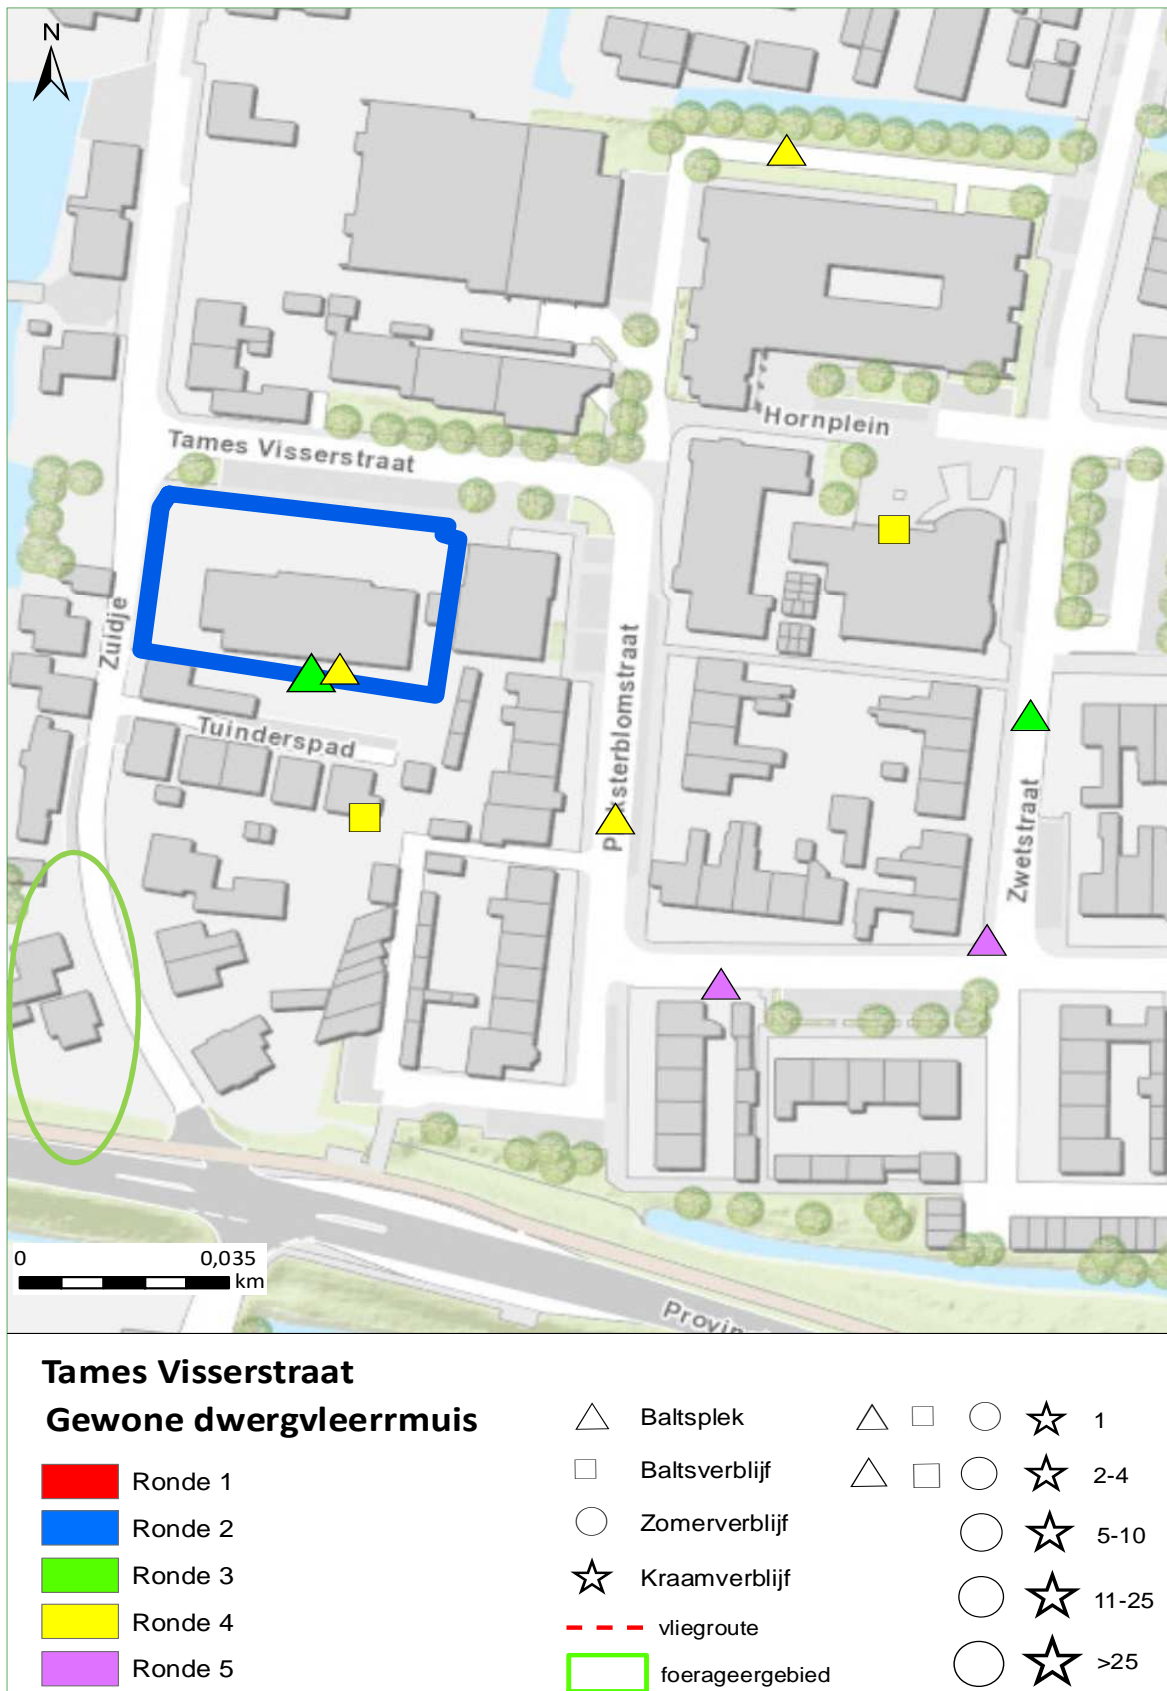 N
Hornplein
Tames Visserstraat
Zuidje
Tuinderspad
P ksterblomstraat
Zwetstraat
0 0,035
km
Provin
Tames Visserstraat
Gewone dwergvleerrmuis
Ronde 1
Ronde 2
Ronde 3
Ronde 4
Ronde 5
Baltsplek
Baltsverblijf
Zomerverblijf
Kraamverblijf
vliegroute
foerageergebied
1
2-4
5-10
11-25
>25